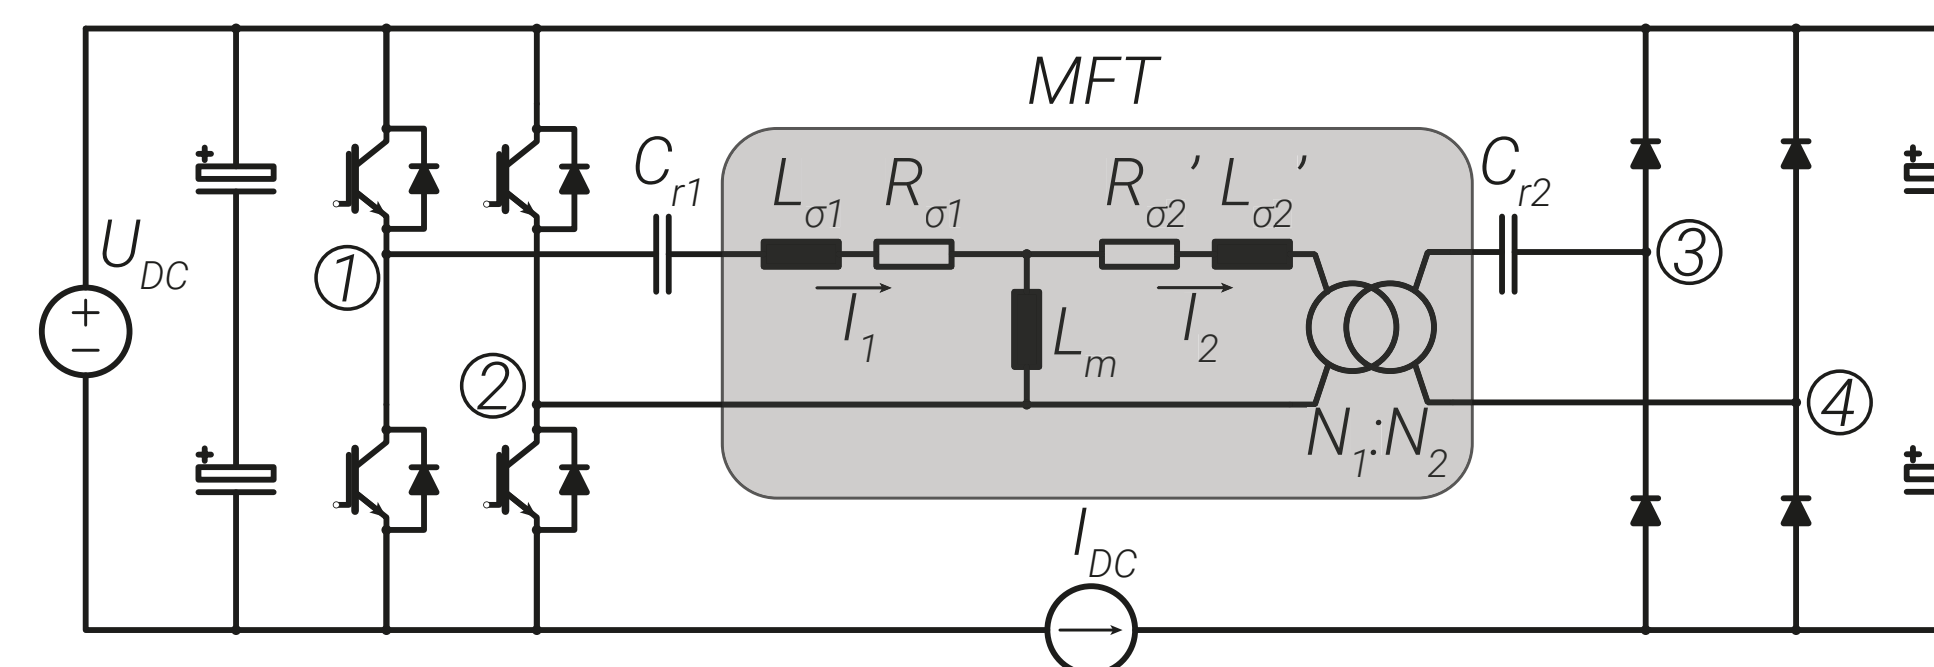 MFT
C_r1
L_σ1
R_σ1
R_σ2'
L_σ2'
C_r2
+
+
U_DC
1
3
+
−
I_1
L_m
I_2
2
4
N_1:N_2
+
+
I_DC